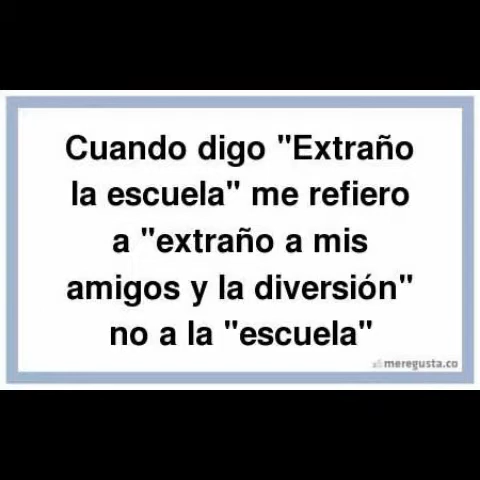 Cuando digo "Extraño
la escuela" me refiero
a "extraño a mis
amigos y la diversión"
no a la "escuela"
meregusta.co